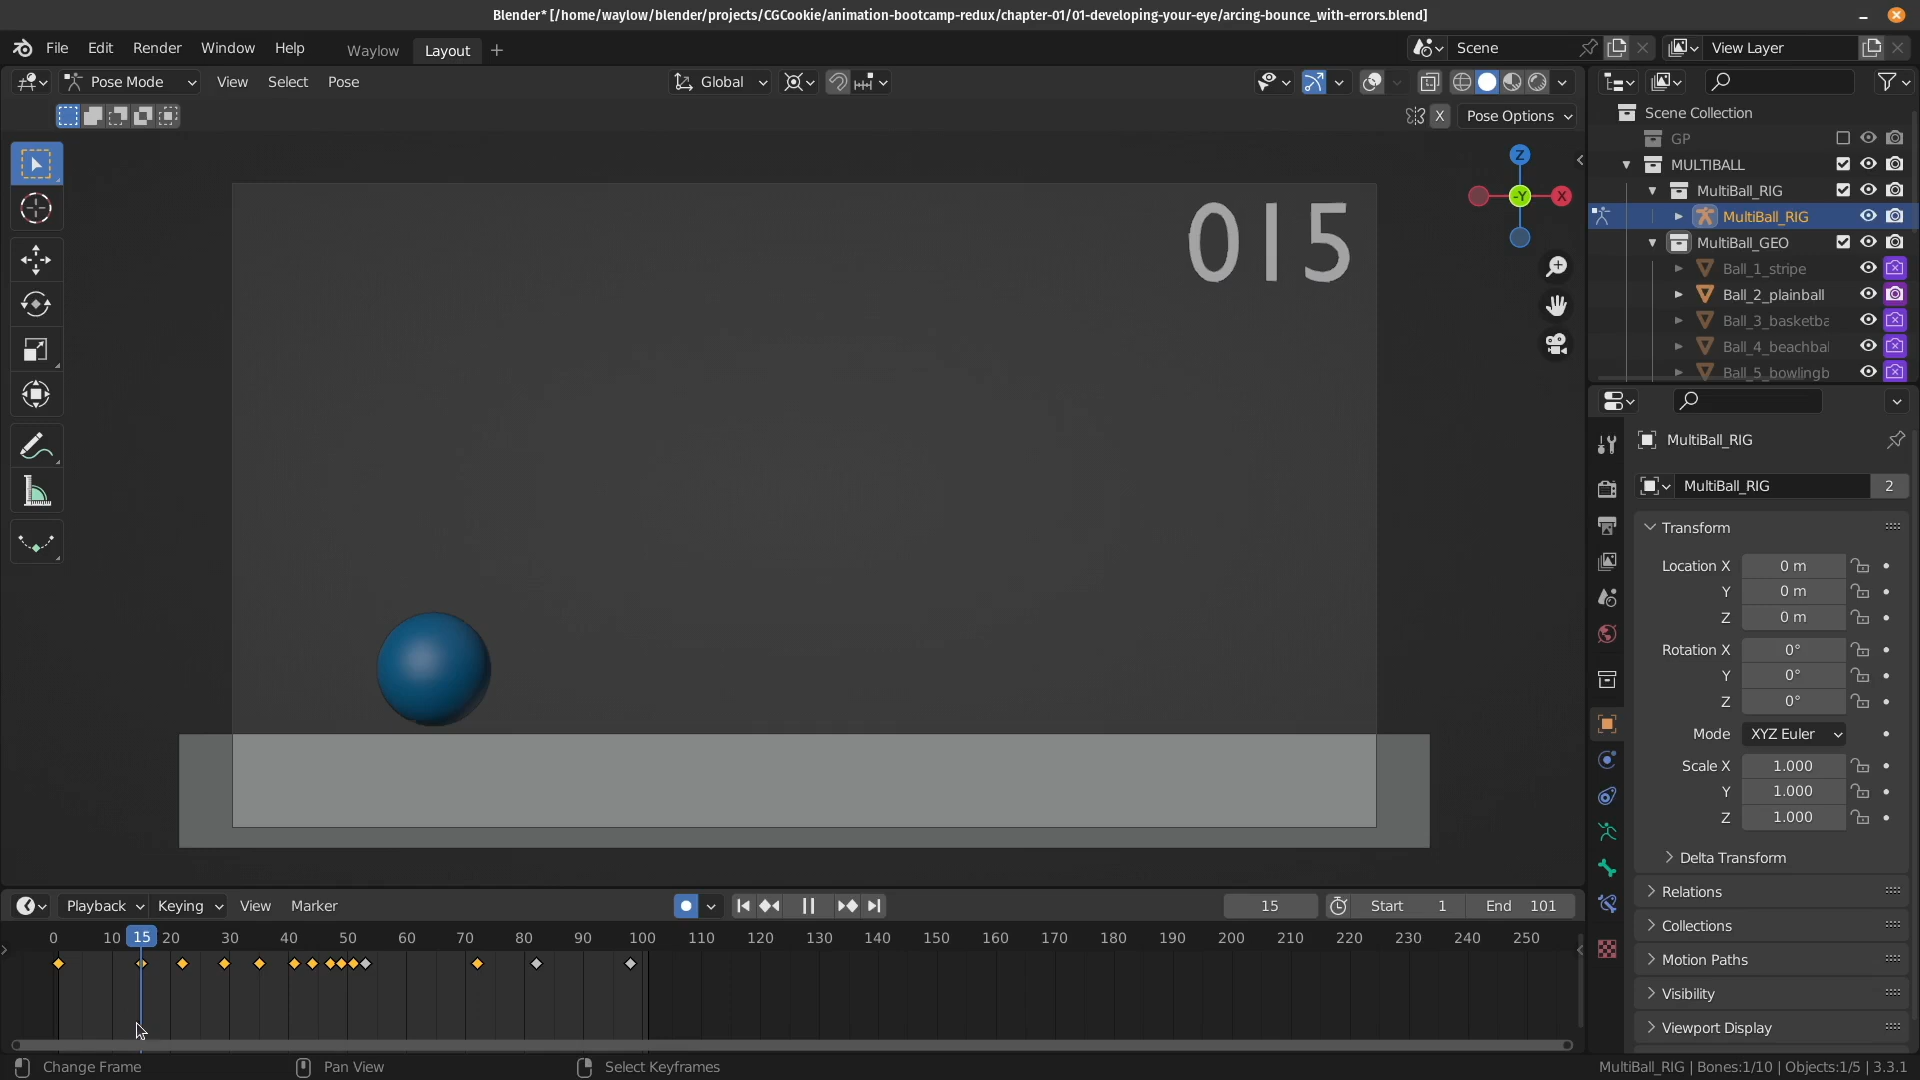 Blender* [/home/waylow/blender/projects/CGCookie/animation-bootcamp-redux/chapter-01/01-developing-your-eye/arcing-bounce_with-errors.blend]
File Edit Render Window Help Waylow Layout Scene View Layer
Pose Mode View Select Pose Global
X Pose Options
Scene Collection
GP
MULTIBALL
MultiBall_RIG
MultiBall_RIG
MultiBall_GEO
Ball_1_stripe
Ball_2_plainball
Ball_3_basketba
Ball_4_beachbal
Ball_5_bowlingb
Z
-Y X
015
MultiBall_RIG
MultiBall_RIG 2
Transform
Location X 0 m
Y 0 m
Z 0 m
Rotation X 0°
Y 0°
Z 0°
Mode XYZ Euler
Scale X 1.000
Y 1.000
Z 1.000
Delta Transform
Relations
Collections
Motion Paths
Visibility
Viewport Display
Playback Keying View Marker 15 Start 1 End 101
0 10 15 20 30 40 50 60 70 80 90 100 110 120 130 140 150 160 170 180 190 200 210 220 230 240 250
Change Frame Pan View Select Keyframes MultiBall_RIG | Bones:1/10 | Objects:1/5 | 3.3.1